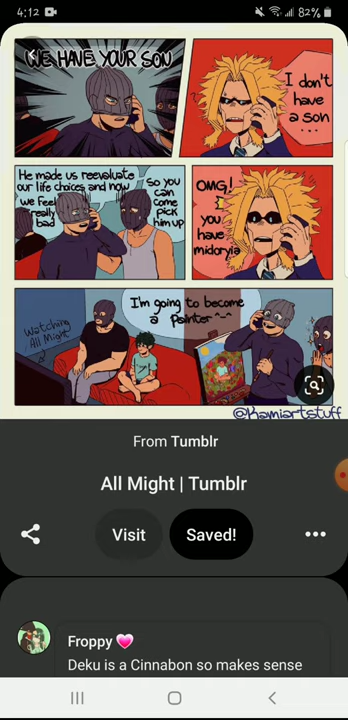 4:12
82%
WE HAVE YOUR SON
I don't
have
a son
...
He made us reevaluate
our life choices and now
we feel
really
bad
So you
can
come
pick
him up
OMG!
you
have
midoryia
Watching
All Might
I'm going to become
a painter ^-^
@Kamiartstuff
From Tumblr
All Might | Tumblr
Visit
Saved!
Froppy 💗
Deku is a Cinnabon so makes sense